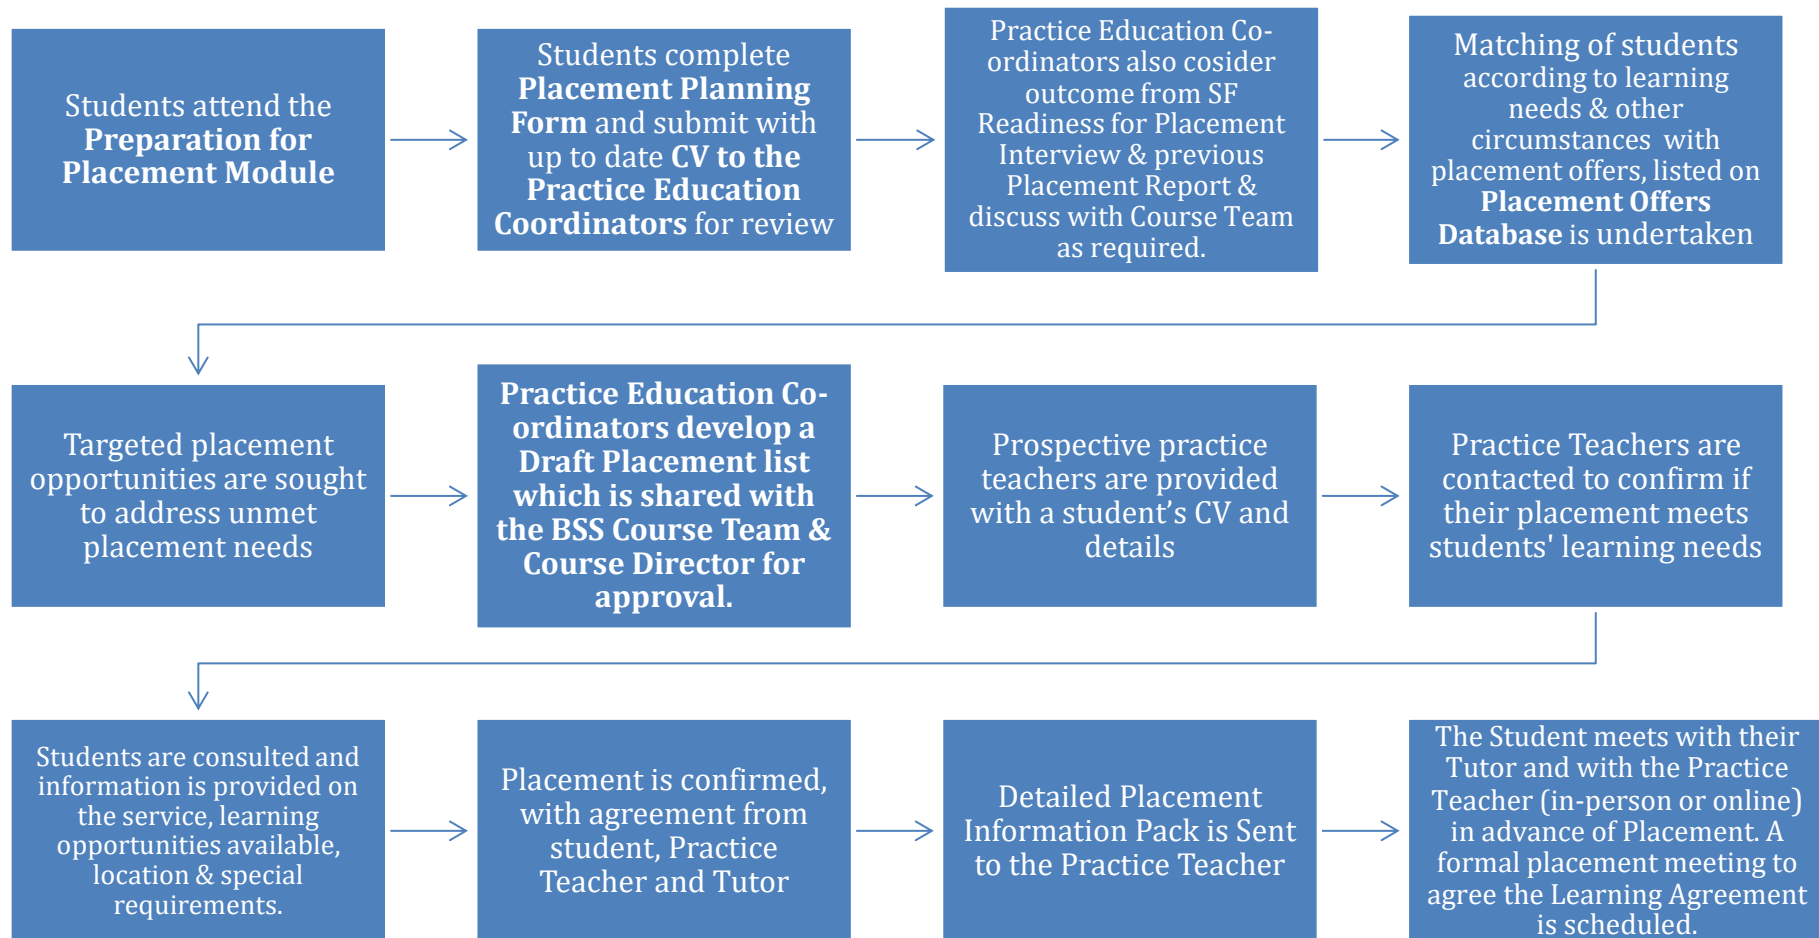 Students attend the
Preparation for
Placement Module
Students complete
Placement Planning
Form and submit with
up to date CV to the
Practice Education
Coordinators for review
Practice Education Co-
ordinators also cosider
outcome from SF
Readiness for Placement
Interview & previous
Placement Report &
discuss with Course Team
as required.
Matching of students
according to learning
needs & other
circumstances with
placement offers, listed on
Placement Offers
Database is undertaken
Targeted placement
opportunities are sought
to address unmet
placement needs
Practice Education Co-
ordinators develop a
Draft Placement list
which is shared with
the BSS Course Team &
Course Director for
approval.
Prospective practice
teachers are provided
with a student’s CV and
details
Practice Teachers are
contacted to confirm if
their placement meets
students' learning needs
Students are consulted and
information is provided on
the service, learning
opportunities available,
location & special
requirements.
Placement is confirmed,
with agreement from
student, Practice
Teacher and Tutor
Detailed Placement
Information Pack is Sent
to the Practice Teacher
The Student meets with their
Tutor and with the Practice
Teacher (in-person or online)
in advance of Placement. A
formal placement meeting to
agree the Learning Agreement
is scheduled.